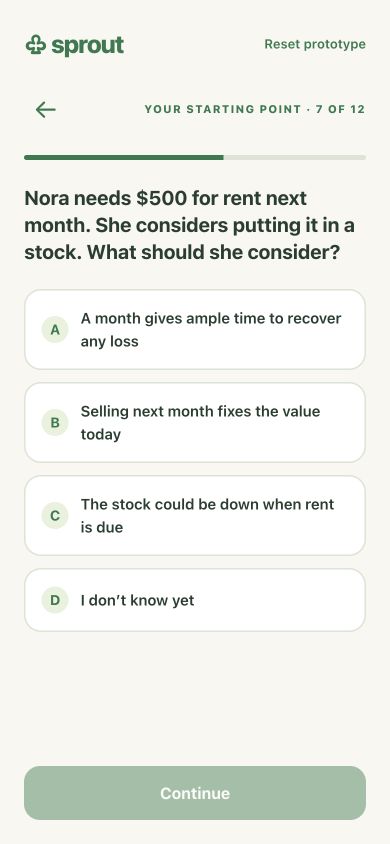 sprout
Reset prototype
YOUR STARTING POINT · 7 OF 12
Nora needs $500 for rent next
month. She considers putting it in a
stock. What should she consider?
A
A month gives ample time to recover
any loss
B
Selling next month fixes the value
today
C
The stock could be down when rent
is due
D
I don’t know yet
Continue